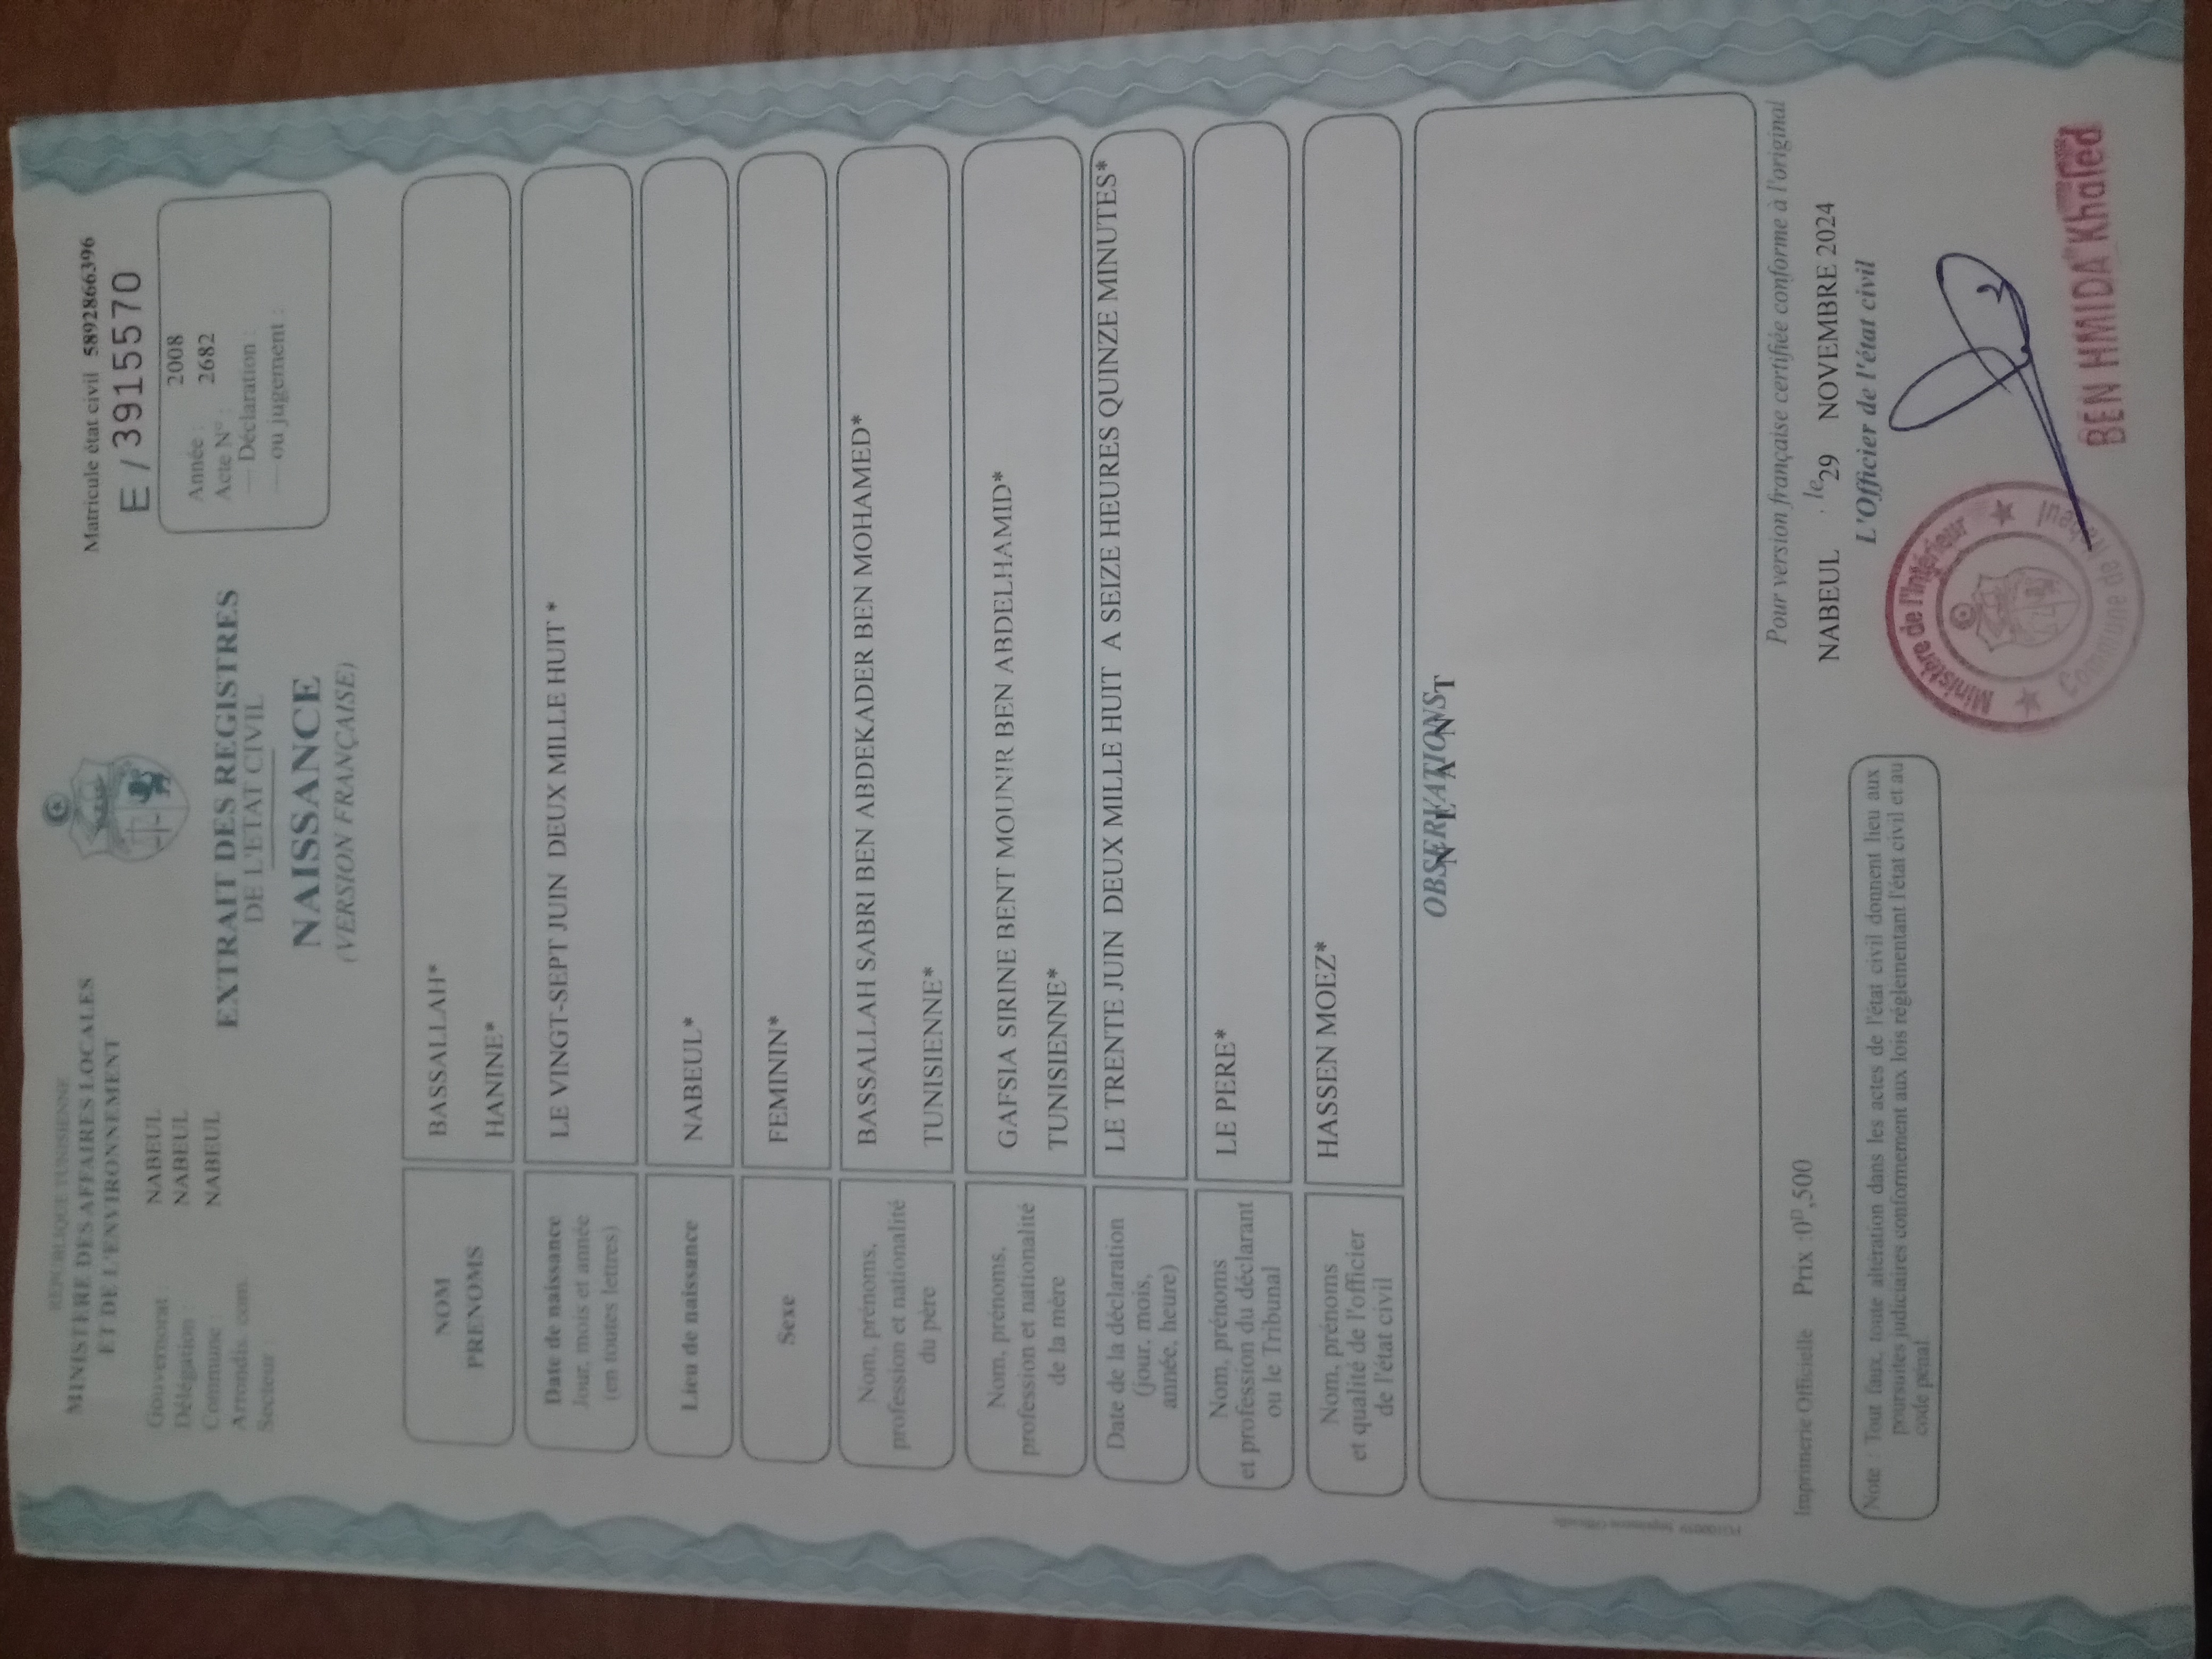 REPUBLIQUE TUNISIENNE
MINISTERE DES AFFAIRES LOCALES
ET DE L'ENVIRONNEMENT
Gouvernorat : NABEUL
Délégation : NABEUL
Commune : NABEUL
Arrondis. com.
Secteur
Matricule état civil 5892866396
E / 3915570
Année : 2008
Acte N° : 2682
— Déclaration :
— ou jugement :
EXTRAIT DES REGISTRES
DE L'ETAT CIVIL
NAISSANCE
(VERSION FRANÇAISE)
NOM BASSALLAH*
PRENOMS HANINE*
Date de naissance
Jour, mois et année
(en toutes lettres)
LE VINGT-SEPT JUIN DEUX MILLE HUIT *
Lieu de naissance NABEUL*
Sexe FEMININ*
Nom, prénoms,
profession et nationalité
du père
BASSALLAH SABRI BEN ABDEKADER BEN MOHAMED*
TUNISIENNE*
Nom, prénoms,
profession et nationalité
de la mère
GAFSIA SIRINE BENT MOUNIR BEN ABDELHAMID*
TUNISIENNE*
Date de la déclaration
(jour, mois,
année, heure)
LE TRENTE JUIN DEUX MILLE HUIT A SEIZE HEURES QUINZE MINUTES*
Nom, prénoms
et profession du déclarant
ou le Tribunal
LE PERE*
Nom, prénoms
et qualité de l'officier
de l'état civil
HASSEN MOEZ*
OBSERVATIONS
N E A N T
Imprimerie Officielle Prix :0ᴰ,500
Pour version française certifiée conforme à l'original
NABEUL , le 29 NOVEMBRE 2024
L'Officier de l'état civil
Note Tout faux, toute altération dans les actes de l'état civil donnent lieu aux
poursuites judiciaires conformement aux lois réglementant l'état civil et au
code pénal
Ministère de l'Intérieur
Commune de Nabeul
BEN HMIDA Khaled